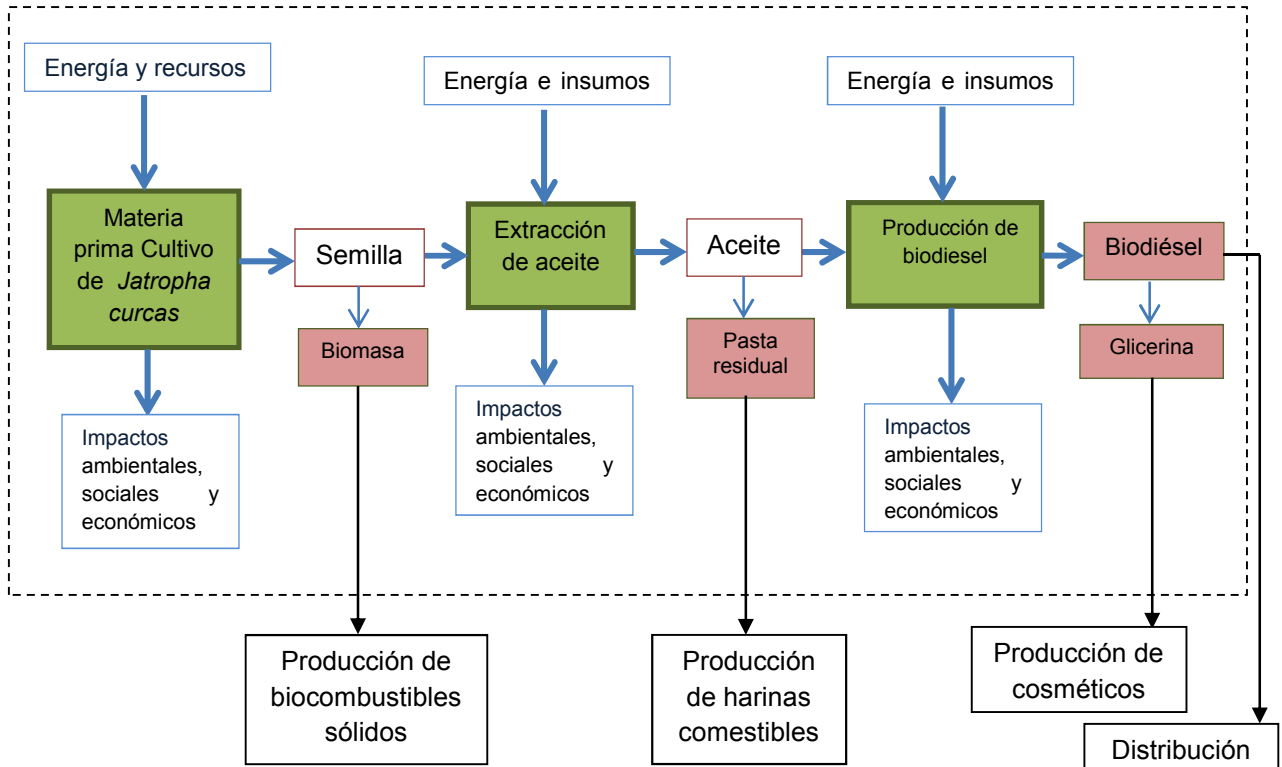 Energía y recursos
Energía e insumos
Energía e insumos
Materia
prima Cultivo
de Jatropha
curcas
Semilla
Extracción
de aceite
Aceite
Producción de
biodiesel
Biodiésel
Biomasa
Pasta
residual
Glicerina
Impactos
ambientales,
sociales y
económicos
Impactos
ambientales,
sociales y
económicos
Impactos
ambientales,
sociales y
económicos
Producción de
biocombustibles
sólidos
Producción
de harinas
comestibles
Producción de
cosméticos
Distribución